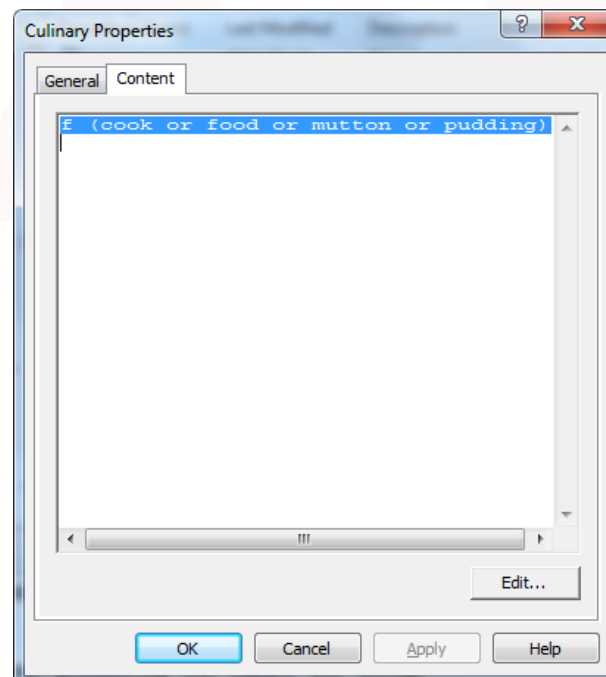 Culinary Properties
General Content
f (cook or food or mutton or pudding)
Edit...
OK Cancel Apply Help